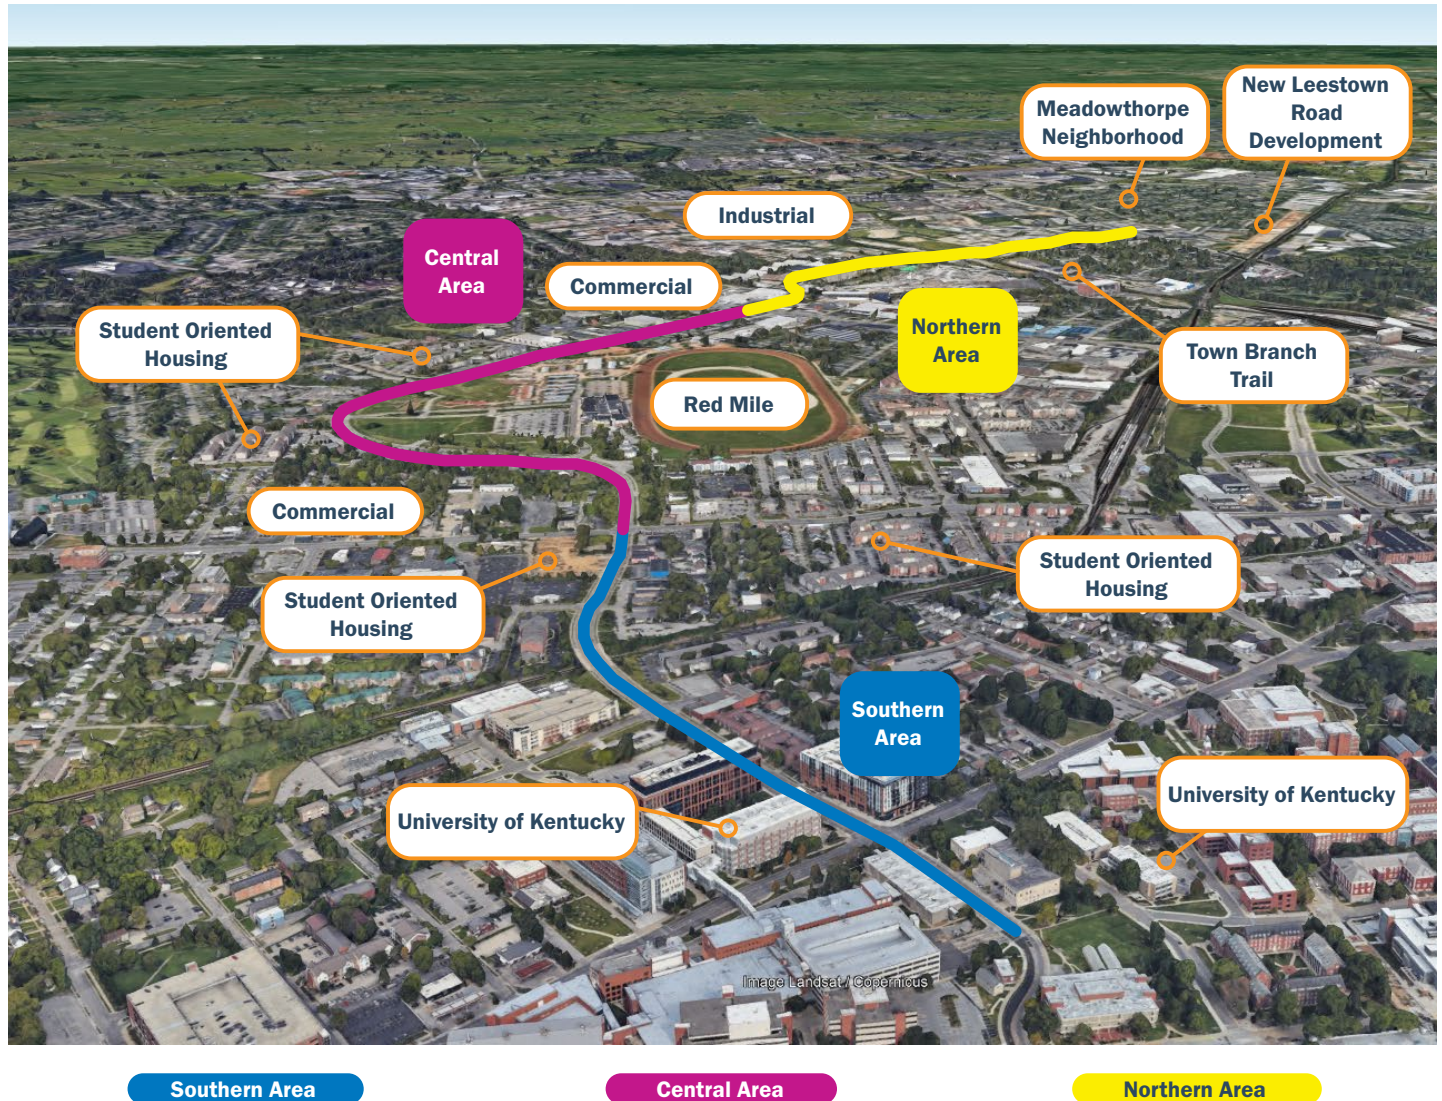 New Leestown
Road
Development
Meadowthorpe
Neighborhood
Industrial
Central
Area
Commercial
Student Oriented
Housing
Northern
Area
Town Branch
Trail
Red Mile
Commercial
Student Oriented
Housing
Student Oriented
Housing
Southern
Area
University of Kentucky
University of Kentucky
Image Landsat / Copernicus
Southern Area
Central Area
Northern Area